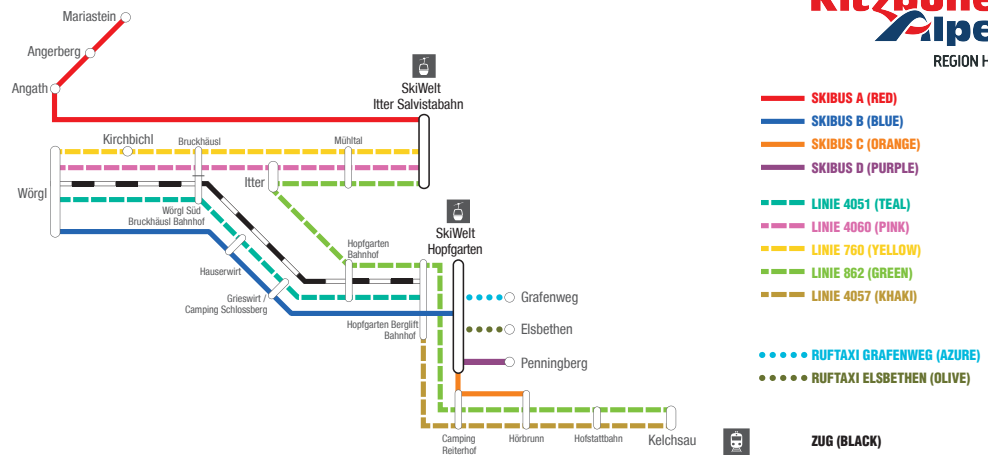 Kitzbühe
Alpe
REGION H
Mariastein
Angerberg
Angath
SkiWelt
Itter Salvistabahn
Kirchbichl
Bruckhäusl
Mühltal
Wörgl
Itter
Wörgl Süd
Bruckhäusl Bahnhof
SkiWelt
Hopfgarten
Hopfgarten
Bahnhof
Hauserwirt
Grieswirt /
Camping Schlossberg
Hopfgarten Berglift
Bahnhof
Grafenweg
Elsbethen
Penningberg
Camping
Reiterhof
Hörbrunn
Hofstattbahn
Kelchsau
SKIBUS A (RED)
SKIBUS B (BLUE)
SKIBUS C (ORANGE)
SKIBUS D (PURPLE)
LINIE 4051 (TEAL)
LINIE 4060 (PINK)
LINIE 760 (YELLOW)
LINIE 862 (GREEN)
LINIE 4057 (KHAKI)
RUFTAXI GRAFENWEG (AZURE)
RUFTAXI ELSBETHEN (OLIVE)
ZUG (BLACK)